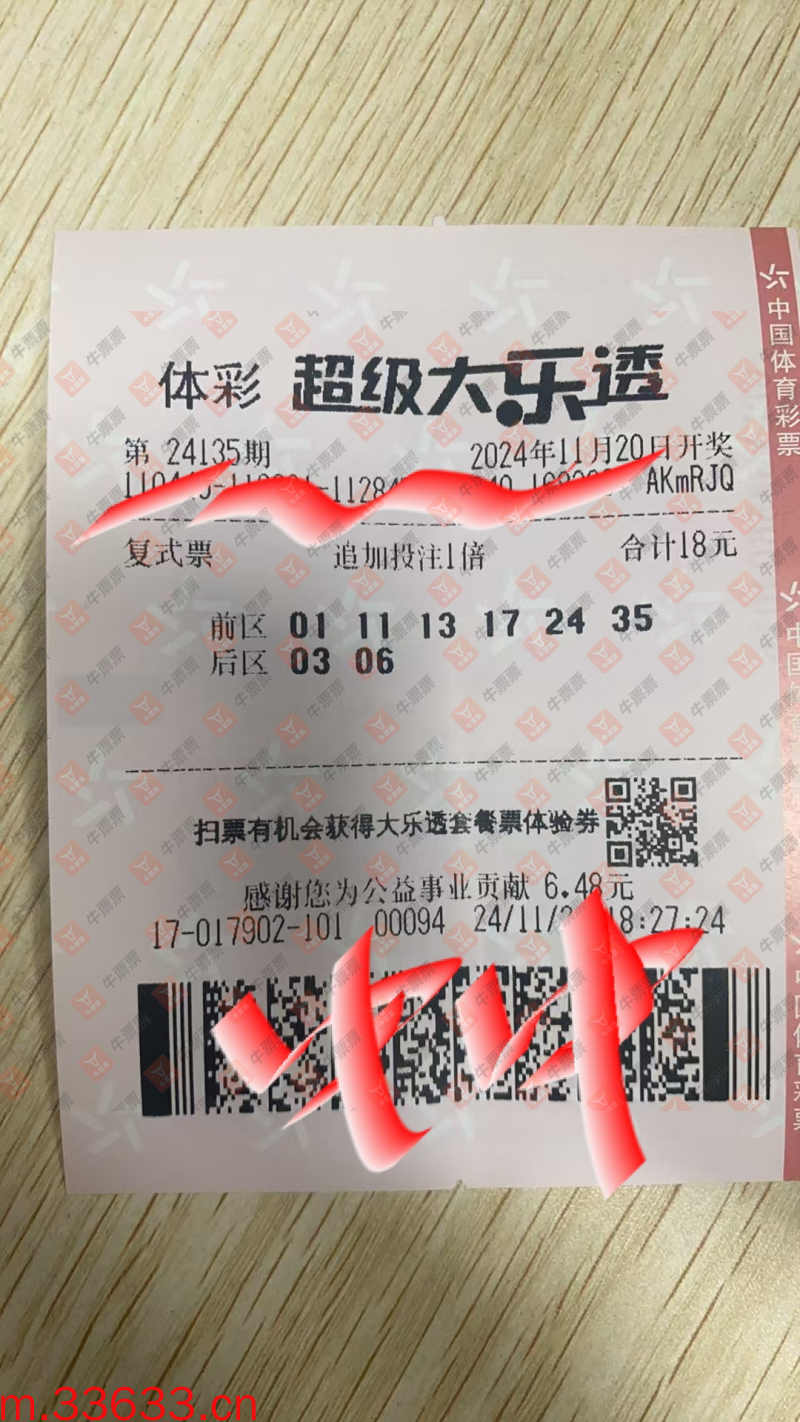 体彩 超级大乐透
第 24135期 2024年11月20日开奖
AKmRJQ
复式票 追加投注1倍 合计18元
前区 01 11 13 17 24 35
后区 03 06
扫票有机会获得大乐透套餐票体验券
感谢您为公益事业贡献 6.48元
17-017902-101 00094 24/11/ 8:27:24
中国体育彩票
牛票票
m.33633.cn